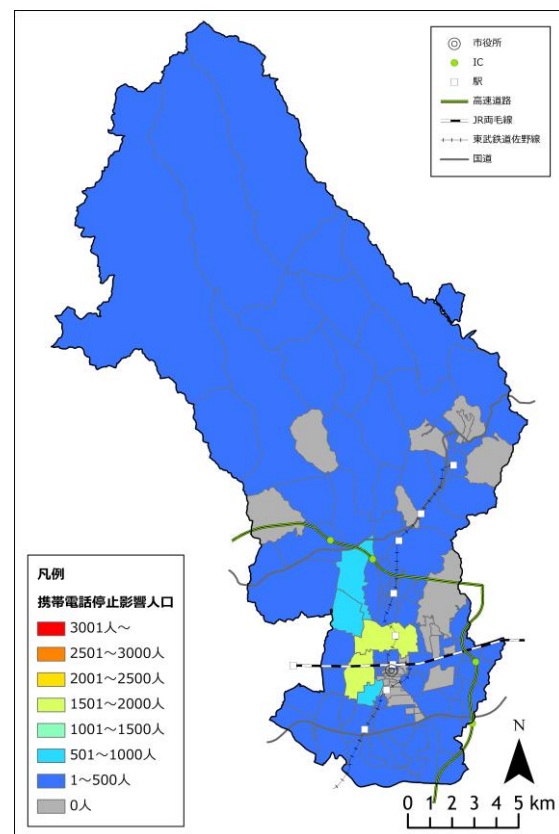 市役所
IC
駅
高速道路
JR両毛線
東武鉄道佐野線
国道
凡例
携帯電話停止影響人口
3001人～
2501～3000人
2001～2500人
1501～2000人
1001～1500人
501～1000人
1～500人
0人
N
0 1 2 3 4 5 km